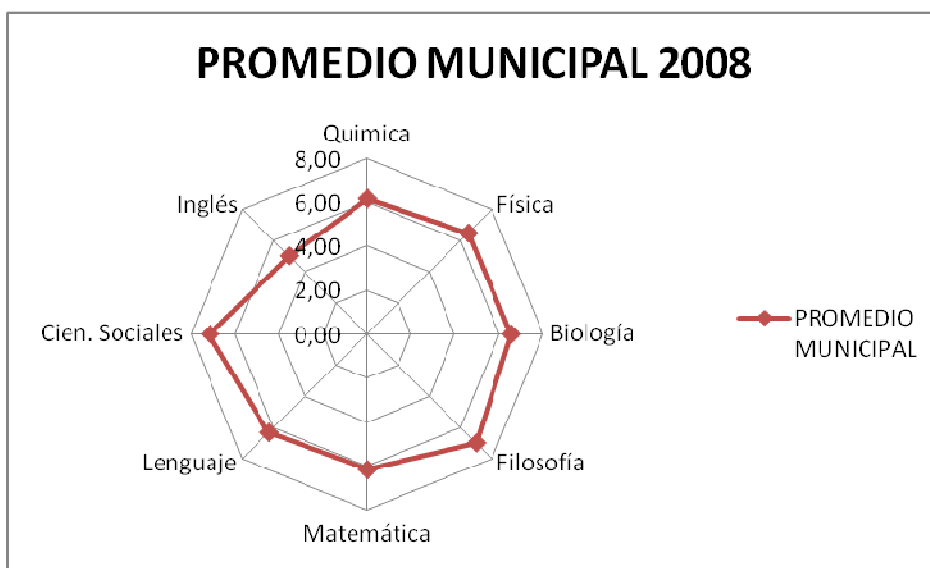 PROMEDIO MUNICIPAL 2008
Quimica
8,00
6,00
4,00
2,00
0,00
Física
Biología
Filosofía
Matemática
Lenguaje
Cien. Sociales
Inglés
PROMEDIO
MUNICIPAL